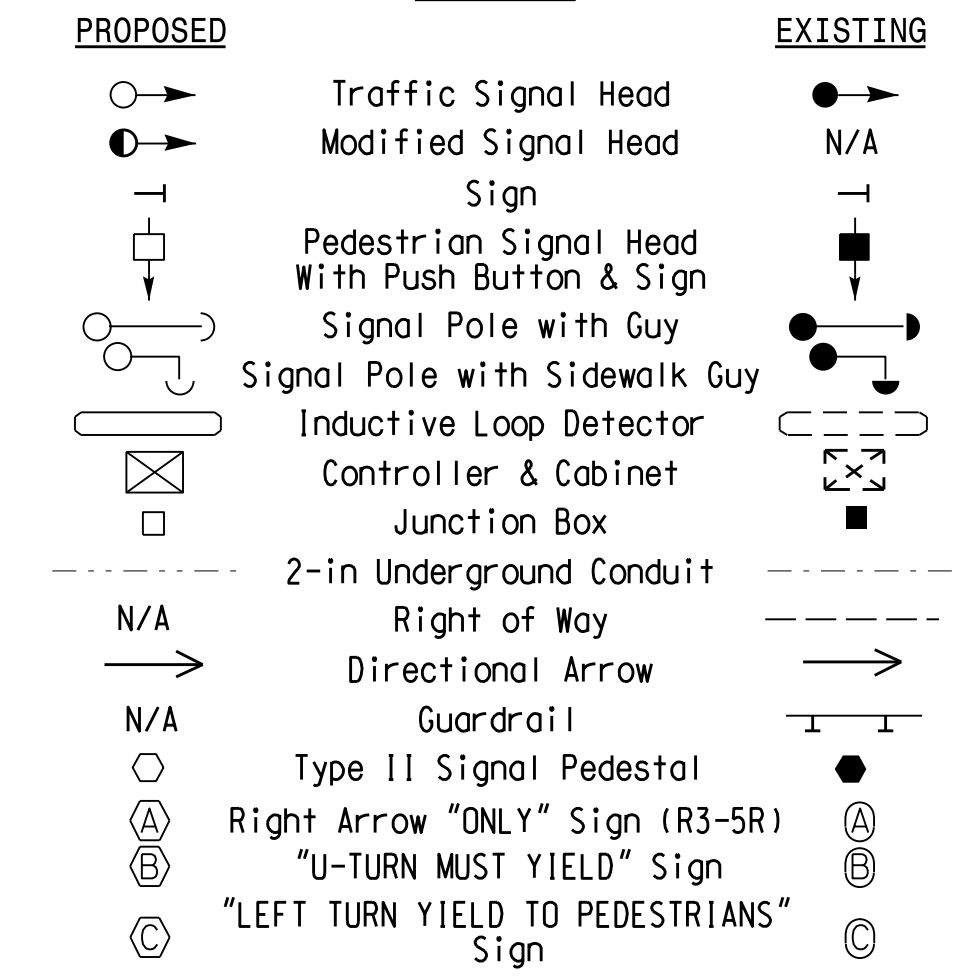 PROPOSED EXISTING
Traffic Signal Head
Modified Signal Head N/A
Sign
Pedestrian Signal Head
With Push Button & Sign
Signal Pole with Guy
Signal Pole with Sidewalk Guy
Inductive Loop Detector
Controller & Cabinet
Junction Box
2-in Underground Conduit
N/A Right of Way
Directional Arrow
N/A Guardrail
Type II Signal Pedestal
A Right Arrow "ONLY" Sign (R3-5R) A
B "U-TURN MUST YIELD" Sign B
"LEFT TURN YIELD TO PEDESTRIANS"
C Sign C